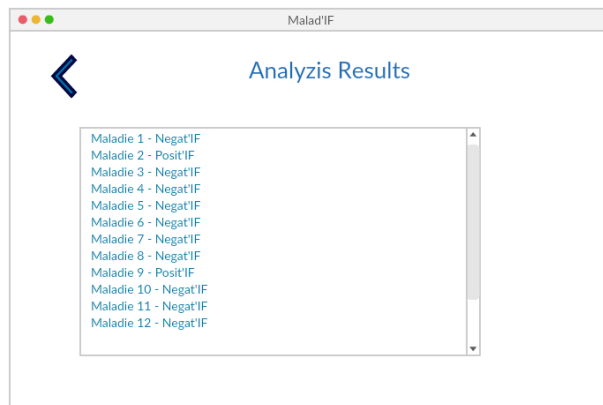 Malad'IF
Analyzis Results
Maladie 1 - Negat'IF
Maladie 2 - Posit'IF
Maladie 3 - Negat'IF
Maladie 4 - Negat'IF
Maladie 5 - Negat'IF
Maladie 6 - Negat'IF
Maladie 7 - Negat'IF
Maladie 8 - Negat'IF
Maladie 9 - Posit'IF
Maladie 10 - Negat'IF
Maladie 11 - Negat'IF
Maladie 12 - Negat'IF